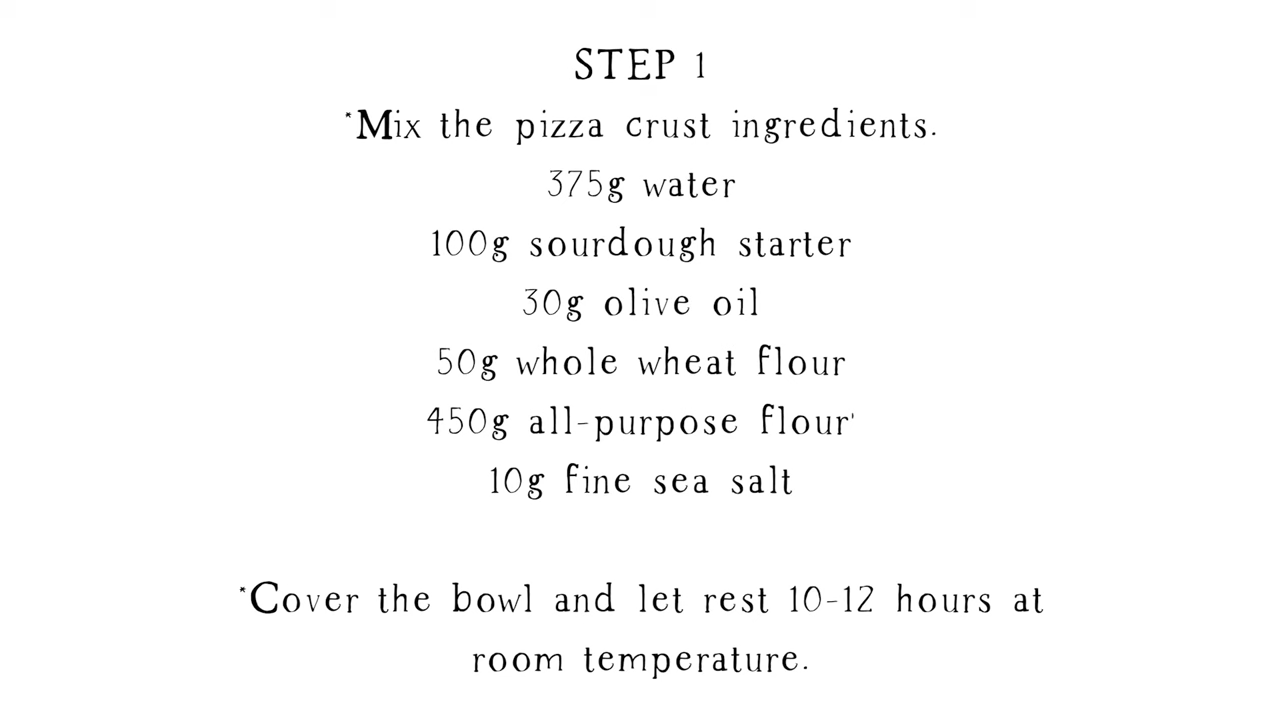 STEP 1
*Mix the pizza crust ingredients.
375g water
100g sourdough starter
30g olive oil
50g whole wheat flour
450g all-purpose flour'
10g fine sea salt
*Cover the bowl and let rest 10-12 hours at
room temperature.